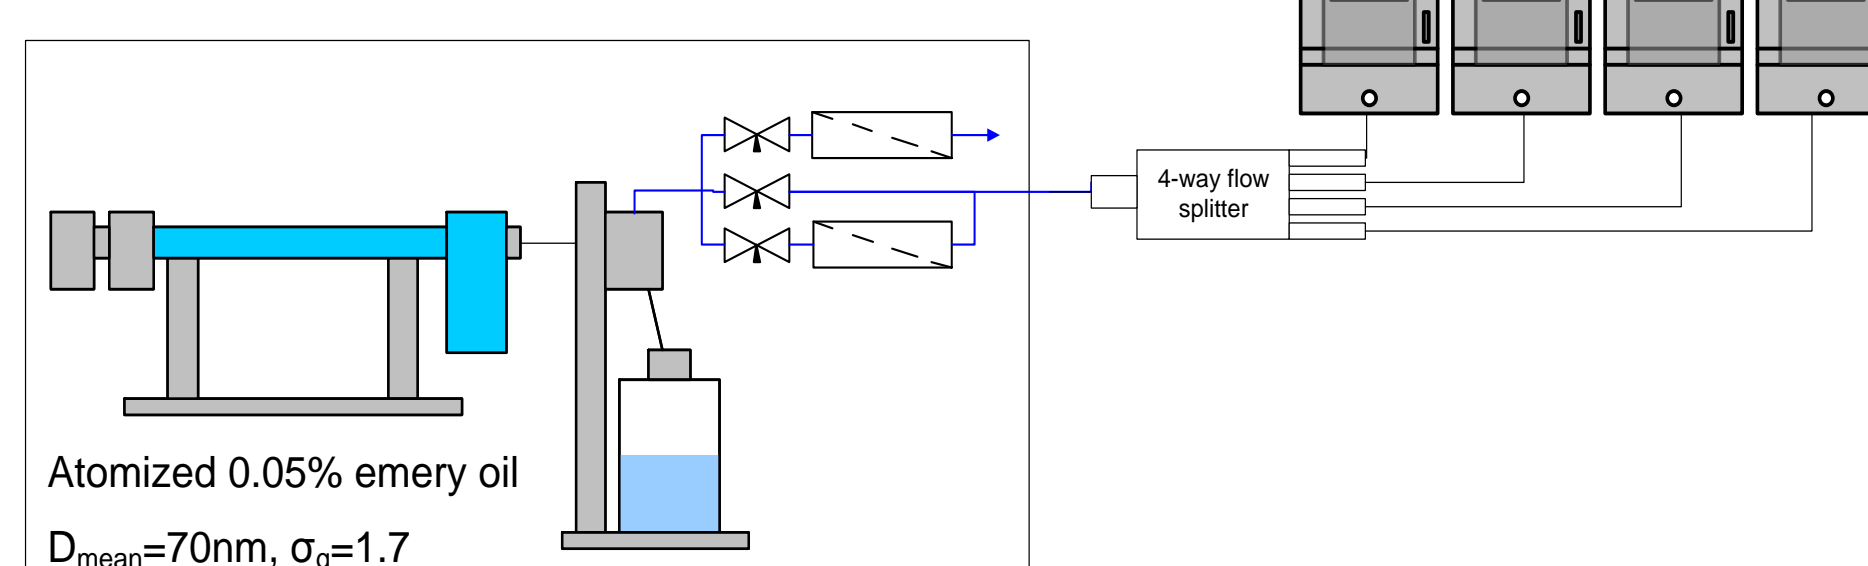 4-way flow
splitter
Atomized 0.05% emery oil
Dmean=70nm, σg=1.7